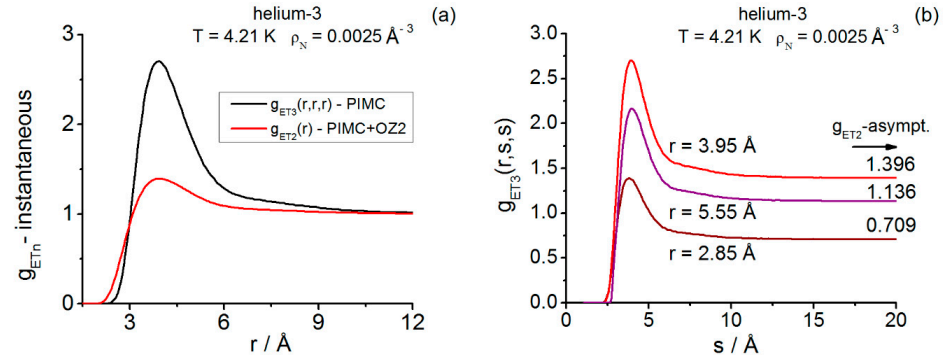 helium-3
(a)
T = 4.21 K ρN = 0.0025 Å-3
gETn - instantaneous
3
2
1
0
gET3(r,r,r) - PIMC
gET2(r) - PIMC+OZ2
3
6
9
12
r / Å
helium-3
(b)
T = 4.21 K ρN = 0.0025 Å-3
gET3(r,s,s)
3.0
2.5
2.0
1.5
1.0
0.5
0.0
gET2-asympt.
r = 3.95 Å
1.396
1.136
r = 5.55 Å
0.709
r = 2.85 Å
0
5
10
15
20
s / Å